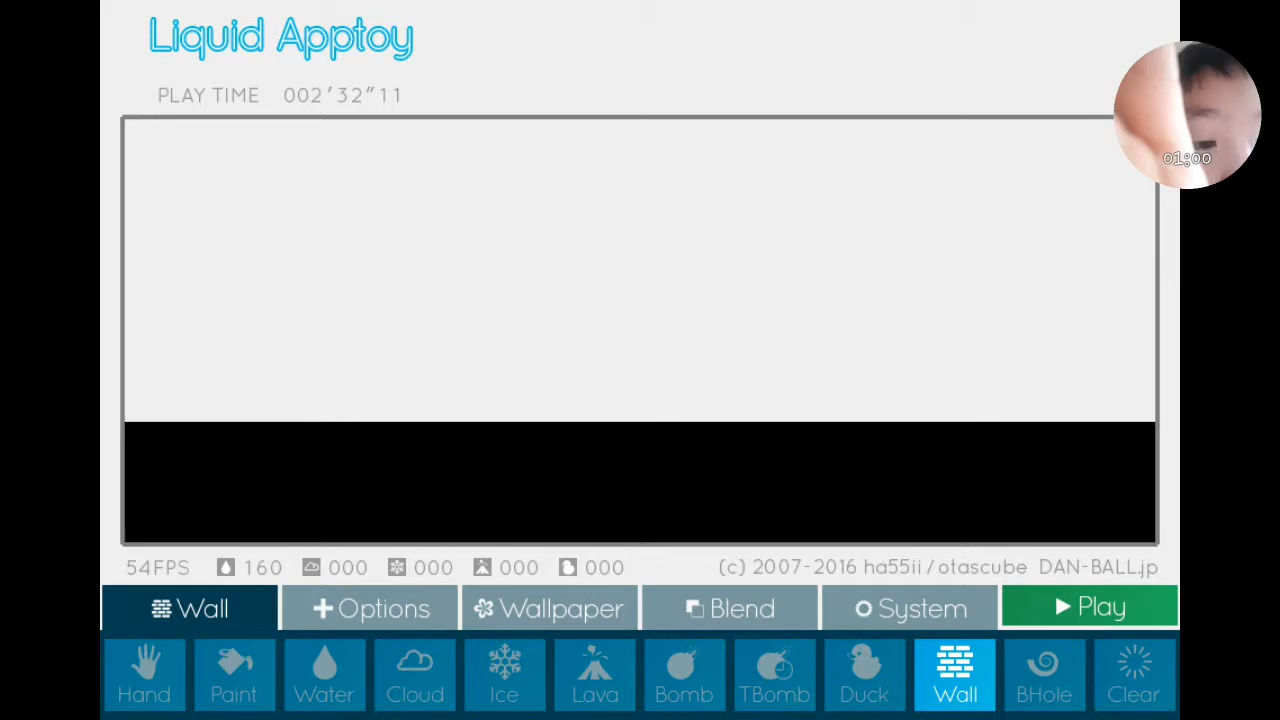 Liquid Apptoy
PLAY TIME 002'32"11
01:00
54FPS 160 000 000 000 000 (c) 2007-2016 ha55ii/otascube DAN-BALL.jp
Wall Options Wallpaper Blend System Play
Hand Paint Water Cloud Ice Lava Bomb TBomb Duck Wall BHole Clear